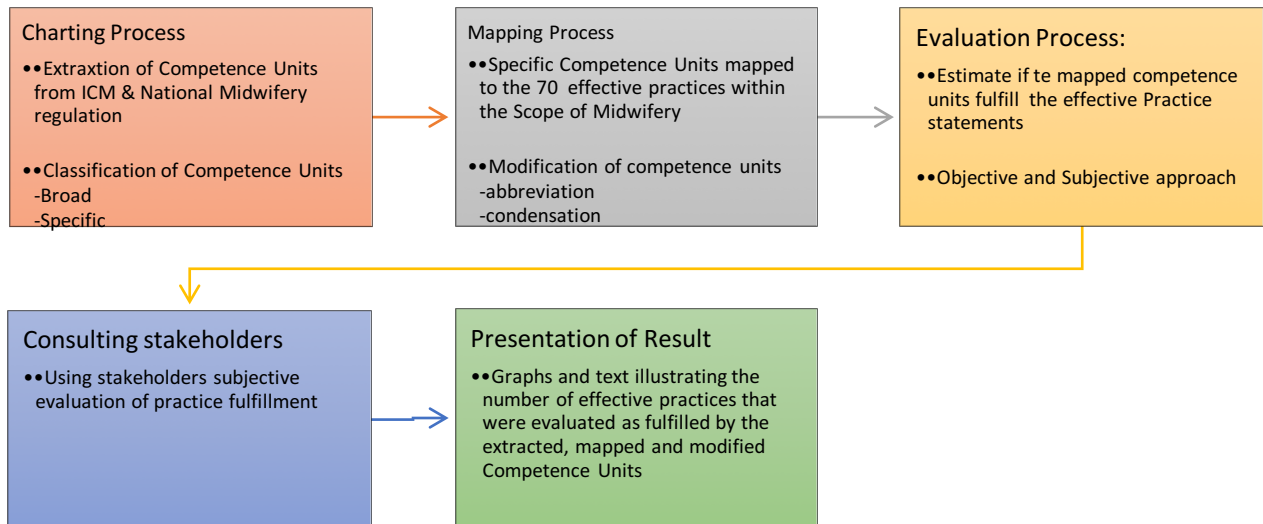 Charting Process
••Extraxtion of Competence Units
from ICM & National Midwifery
regulation
••Classification of Competence Units
-Broad
-Specific
Mapping Process
••Specific Competence Units mapped
to the 70 effective practices within
the Scope of Midwifery
••Modification of competence units
-abbreviation
-condensation
Evaluation Process:
••Estimate if te mapped competence
units fulfill the effective Practice
statements
••Objective and Subjective approach
Consulting stakeholders
••Using stakeholders subjective
evaluation of practice fulfillment
Presentation of Result
••Graphs and text illustrating the
number of effective practices that
were evaluated as fulfilled by the
extracted, mapped and modified
Competence Units